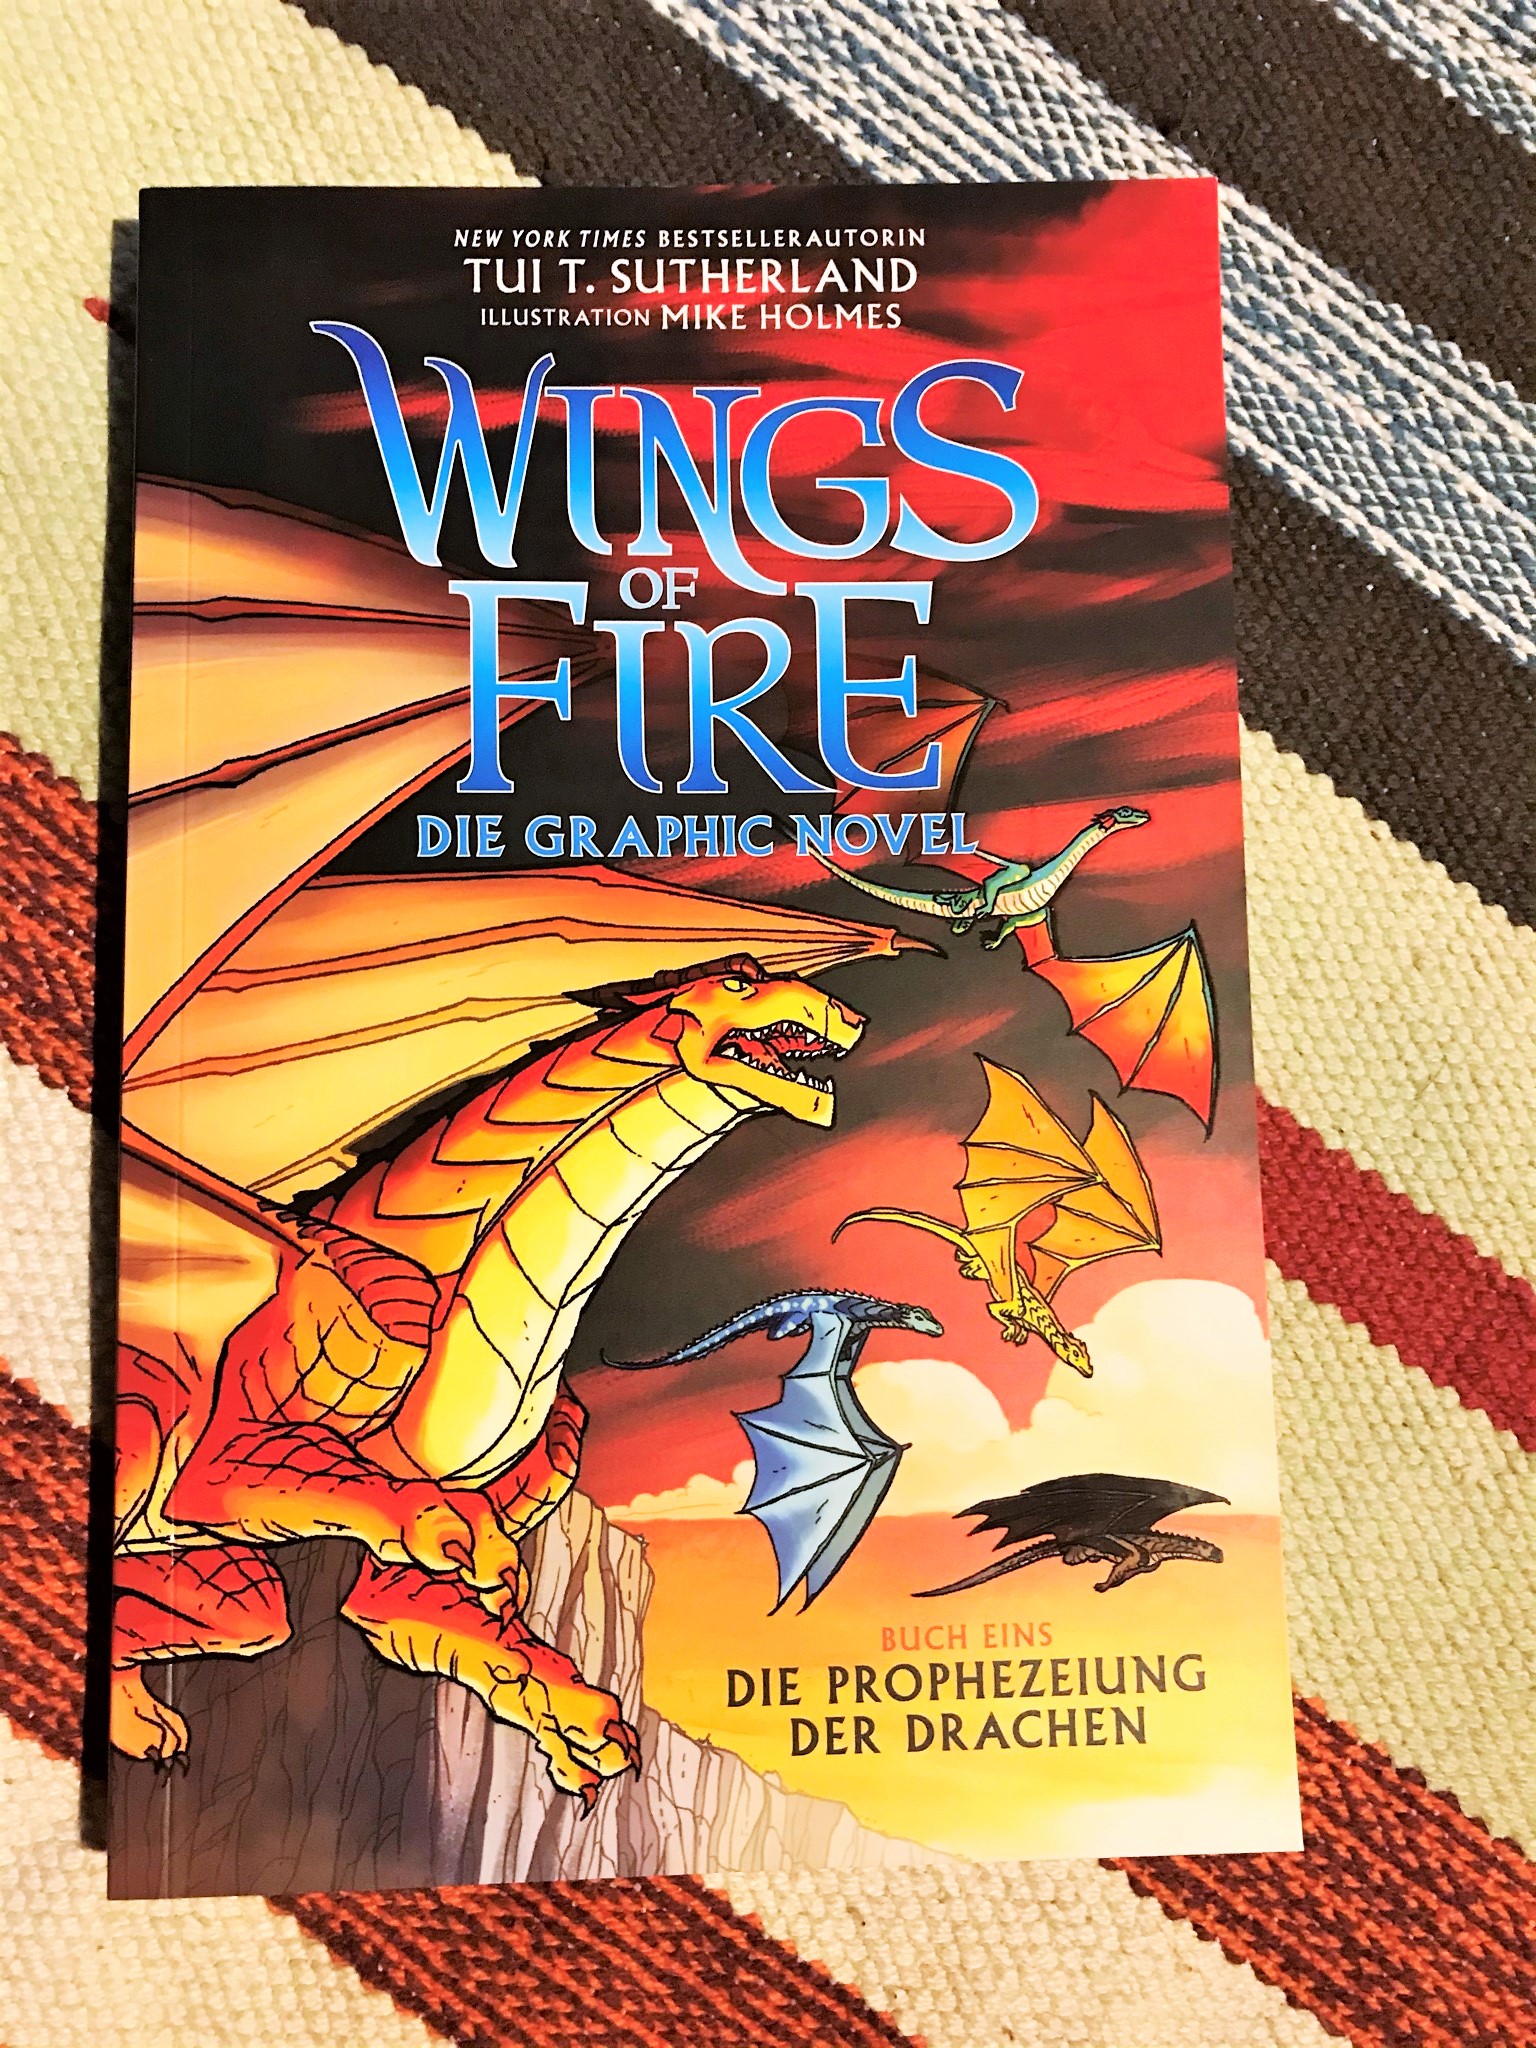 NEW YORK TIMES BESTSELLERAUTORIN
TUI T. SUTHERLAND
ILLUSTRATION MIKE HOLMES
WINGS
OF
FIRE
DIE GRAPHIC NOVEL
BUCH EINS
DIE PROPHEZEIUNG
DER DRACHEN